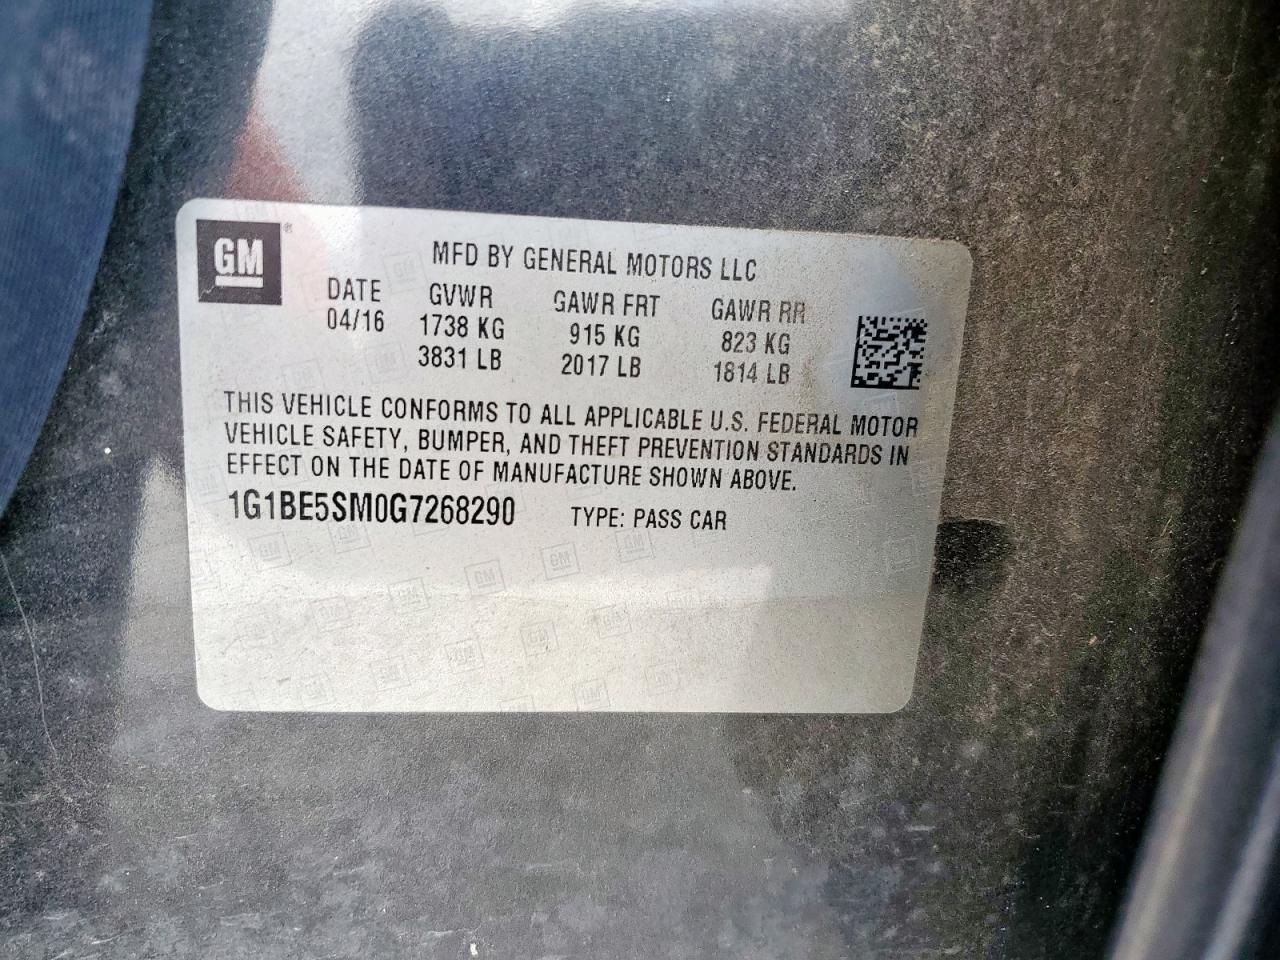 GM ®
MFD BY GENERAL MOTORS LLC
DATE GVWR GAWR FRT GAWR RR
04/16 1738 KG 915 KG 823 KG
3831 LB 2017 LB 1814 LB
THIS VEHICLE CONFORMS TO ALL APPLICABLE U.S. FEDERAL MOTOR
VEHICLE SAFETY, BUMPER, AND THEFT PREVENTION STANDARDS IN
EFFECT ON THE DATE OF MANUFACTURE SHOWN ABOVE.
1G1BE5SM0G7268290 TYPE: PASS CAR